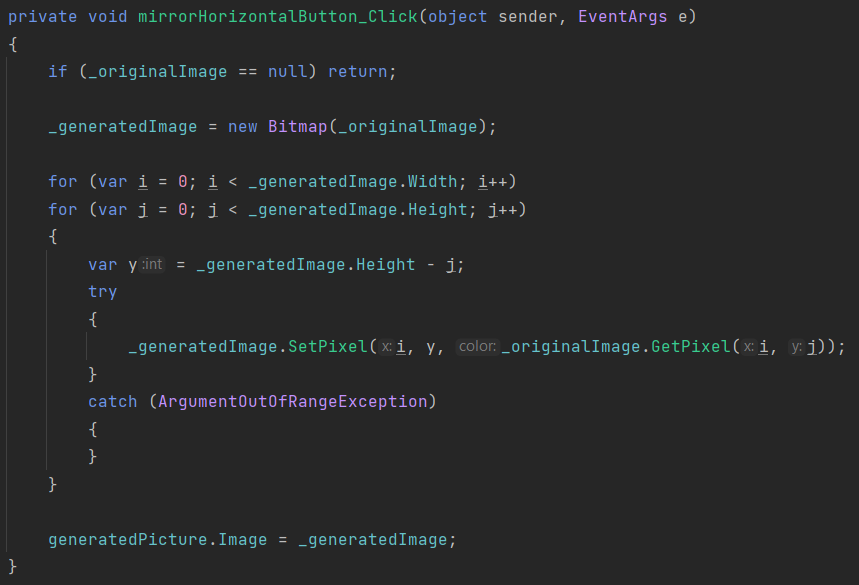 private void mirrorHorizontalButton_Click(object sender, EventArgs e)
{
    if (_originalImage == null) return;

    _generatedImage = new Bitmap(_originalImage);

    for (var i = 0; i < _generatedImage.Width; i++)
    for (var j = 0; j < _generatedImage.Height; j++)
    {
        var y :int = _generatedImage.Height - j;
        try
        {
            _generatedImage.SetPixel( x: i, y, color: _originalImage.GetPixel( x: i, y: j));
        }
        catch (ArgumentOutOfRangeException)
        {
        }
    }

    generatedPicture.Image = _generatedImage;
}